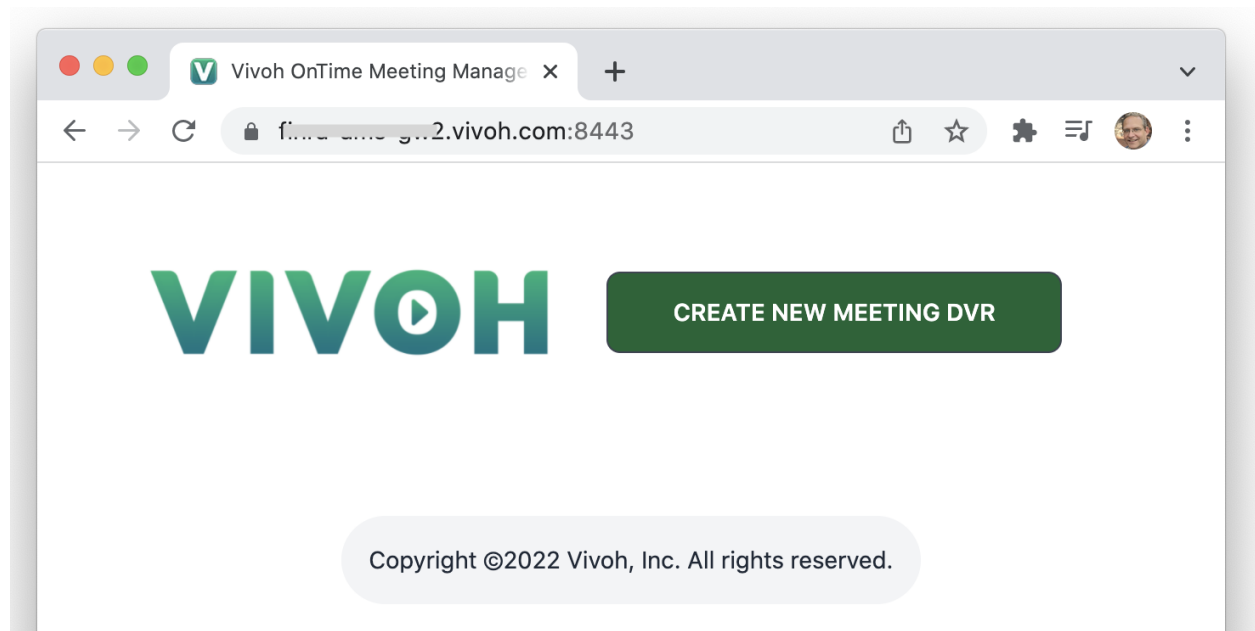 Vivoh OnTime Meeting Manage
2.vivoh.com:8443
VIVOH
CREATE NEW MEETING DVR
Copyright ©2022 Vivoh, Inc. All rights reserved.